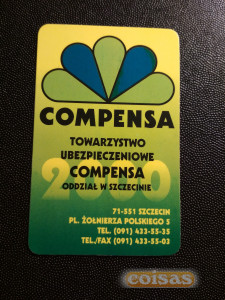 COMPENSA
2000
TOWARZYSTWO
UBEZPIECZENIOWE
COMPENSA
ODDZIAŁ W SZCZECINIE
71-551 SZCZECIN
PL. ŻOŁNIERZA POLSKIEGO 5
TEL. (091) 433-55-35
TEL./FAX (091) 433-55-03
coisas